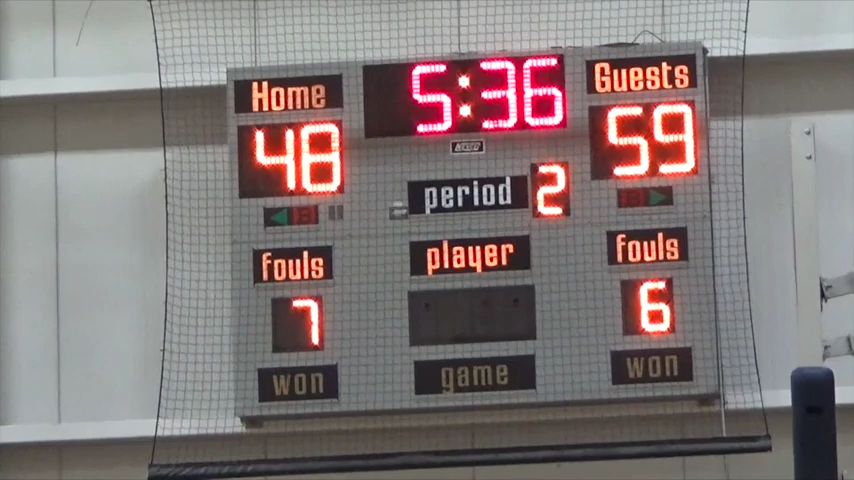 5:36
Home
Guests
48
59
period 2
fouls
player
fouls
7
6
won
game
won